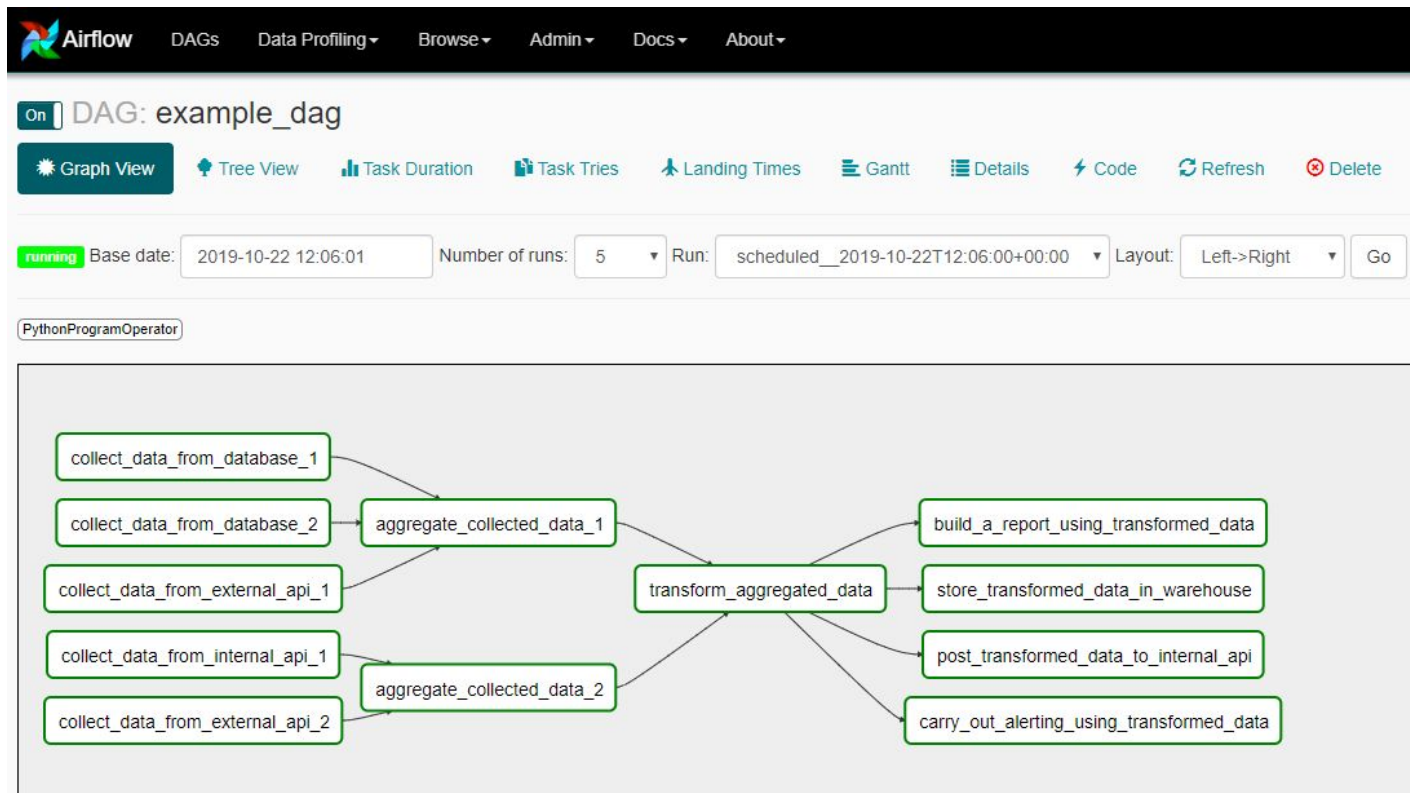 Airflow DAGs Data Profiling Browse Admin Docs About
On DAG: example_dag
Graph View Tree View Task Duration Task Tries Landing Times Gantt Details Code Refresh Delete
running Base date: 2019-10-22 12:06:01 Number of runs: 5 Run: scheduled__2019-10-22T12:06:00+00:00 Layout: Left->Right Go
PythonProgramOperator
collect_data_from_database_1
collect_data_from_database_2 aggregate_collected_data_1 build_a_report_using_transformed_data
collect_data_from_external_api_1 transform_aggregated_data store_transformed_data_in_warehouse
collect_data_from_internal_api_1 post_transformed_data_to_internal_api
aggregate_collected_data_2
collect_data_from_external_api_2 carry_out_alerting_using_transformed_data